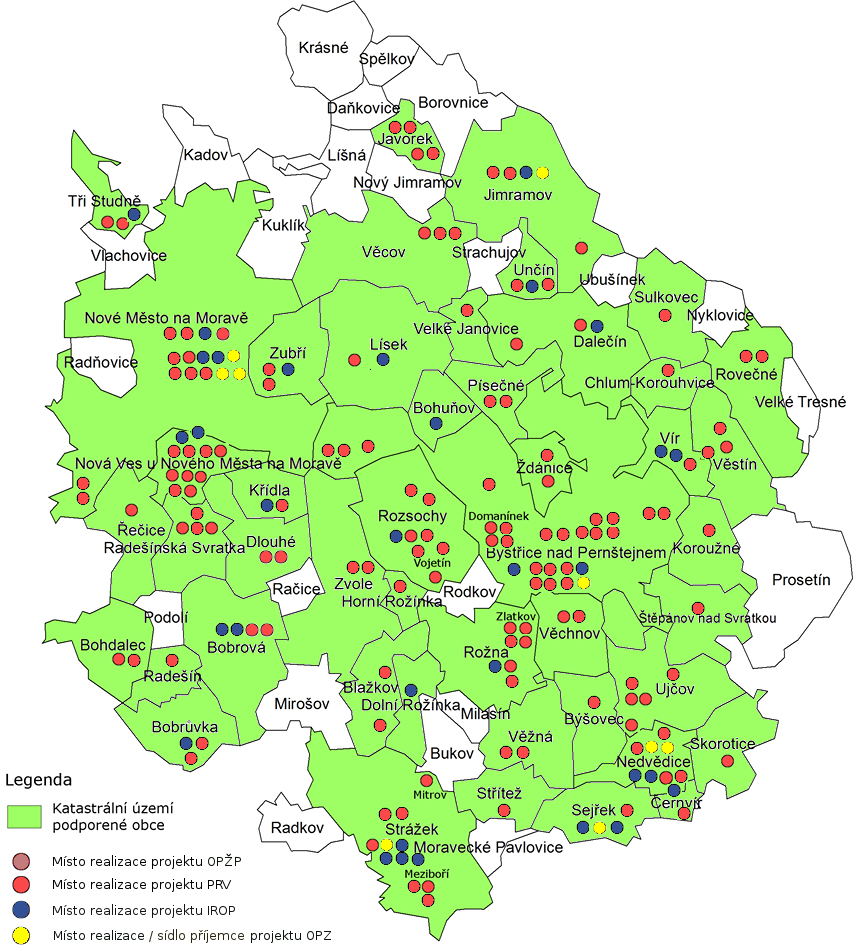 Krásné
Spělkov
Daňkovice
Borovnice
Javorek
Kadov
Líšná
Nový Jimramov
Jimramov
Tři Studně
Kuklík
Vlachovice
Věcov
Strachujov
Unčín
Ubušínek
Sulkovec
Nyklovice
Nové Město na Moravě
Velké Janovice
Dalečín
Radňovice
Zubří
Lísek
Písečné
Chlum-Korouhvice
Rovečné
Velké Tresné
Bohuňov
Vír
Věstín
Nová Ves u Nového Města na Moravě
Ždánice
Křídla
Rozsochy
Domanínek
Řečice
Radešínská Svratka
Dlouhé
Bystřice nad Pernštejnem
Koroužné
Vojetín
Zvole
Račice
Rodkov
Prosetín
Horní Rožínka
Podolí
Zlatkov
Štěpánov nad Svratkou
Věchnov
Bohdalec
Bobrová
Rožná
Radešín
Blažkov
Ujčov
Mirošov
Dolní Rožínka
Milasín
Býšovec
Bobrůvka
Věžná
Skorotice
Bukov
Nedvědice
Legenda
Mitrov
Střítež
Černvír
Katastrální území
podporené obce
Sejřek
Radkov
Strážek
Moravecké Pavlovice
Meziboří
Místo realizace projektu OPŽP
Místo realizace projektu PRV
Místo realizace projektu IROP
Místo realizace / sídlo příjemce projektu OPZ